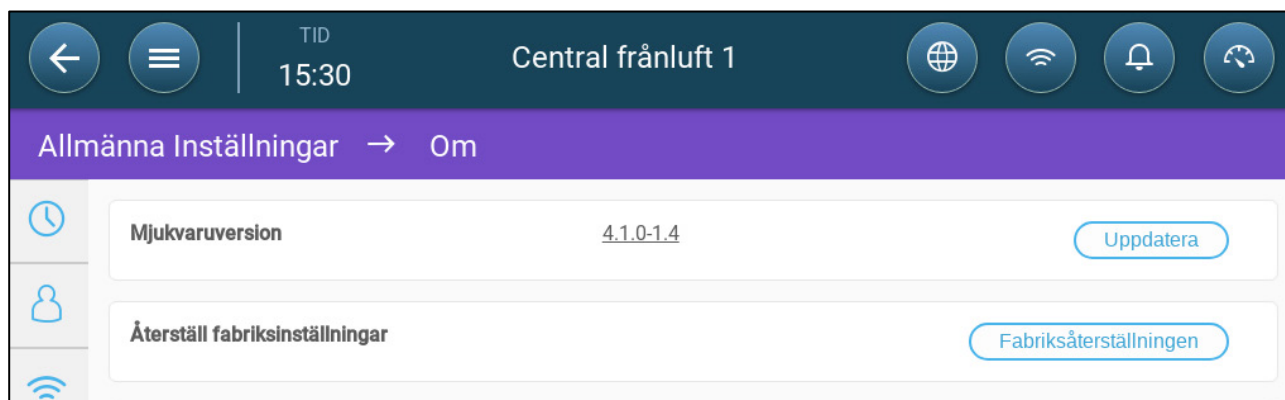 TID
15:30
Central frånluft 1
Allmänna Inställningar → Om
Mjukvaruversion 4.1.0-1.4 Uppdatera
Återställ fabriksinställningar Fabriksåterställningen